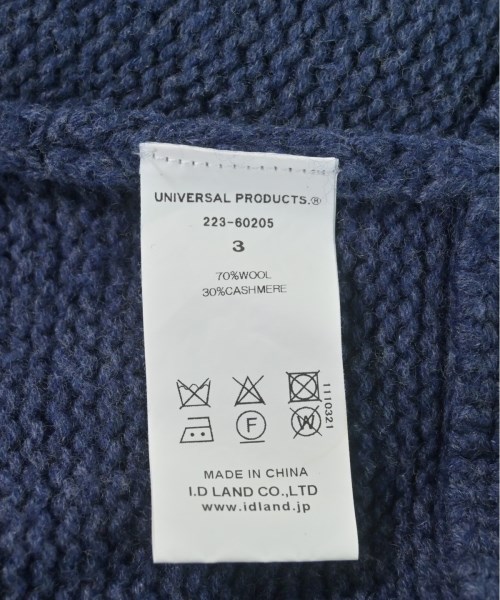 UNIVERSAL PRODUCTS.®
223-60205
3
70%WOOL
30%CASHMERE
1110321
F
W
MADE IN CHINA
I.D LAND CO.,LTD
www.idland.jp